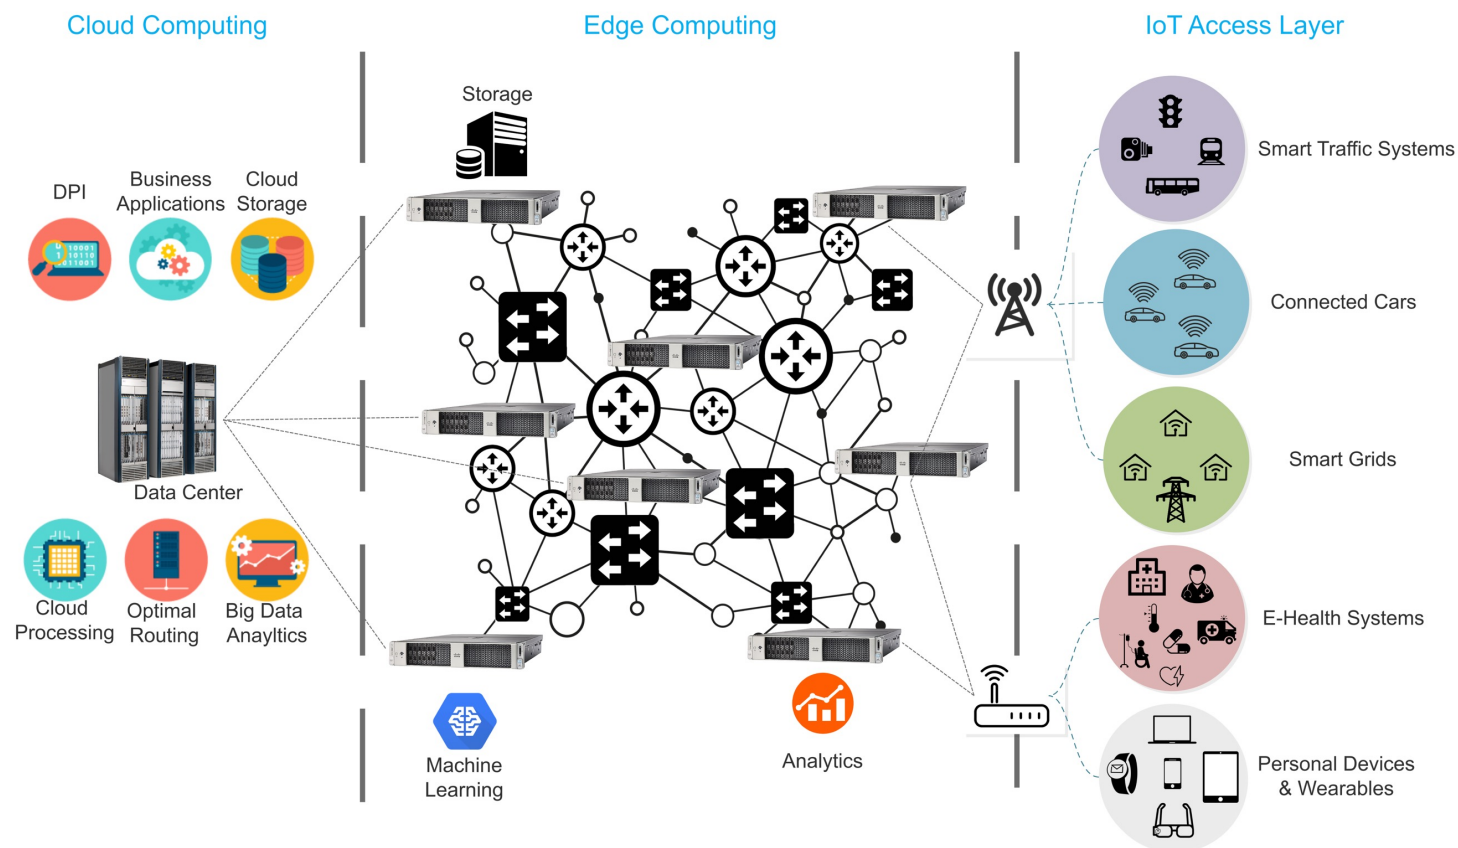 Cloud Computing
Edge Computing
IoT Access Layer
Storage
DPI
Business
Applications
Cloud
Storage
Data Center
Cloud
Processing
Optimal
Routing
Big Data
Anayltics
Machine
Learning
Analytics
Smart Traffic Systems
Connected Cars
Smart Grids
E-Health Systems
Personal Devices
& Wearables